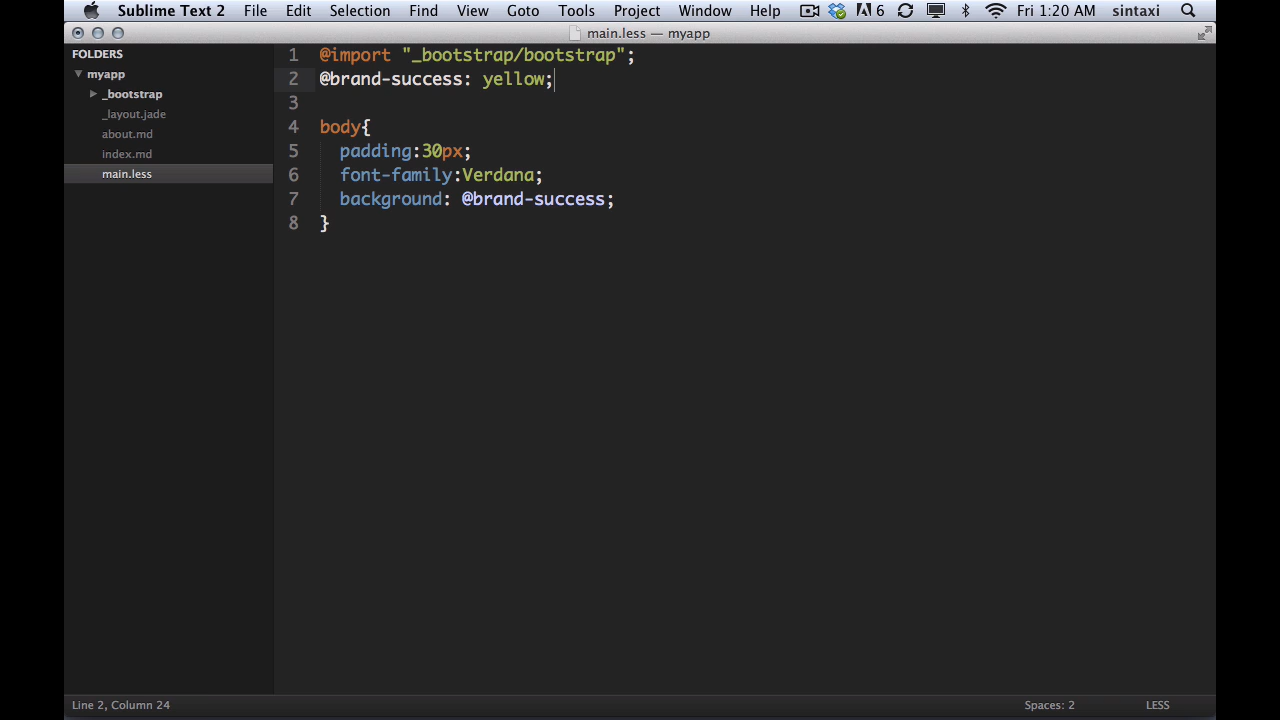 Sublime Text 2 File Edit Selection Find View Goto Tools Project Window Help 6 Fri 1:20 AM sintaxi
main.less — myapp
FOLDERS
myapp
_bootstrap
_layout.jade
about.md
index.md
main.less
1 @import "_bootstrap/bootstrap";
2 @brand-success: yellow;
3
4 body{
5 padding:30px;
6 font-family:Verdana;
7 background: @brand-success;
8 }
Line 2, Column 24 Spaces: 2 LESS